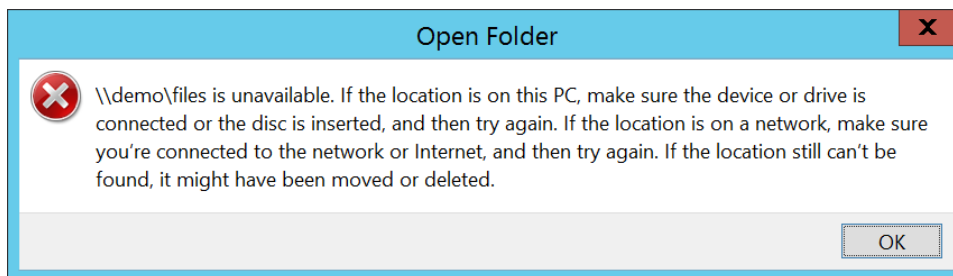 Open Folder
X
\\demo\files is unavailable. If the location is on this PC, make sure the device or drive is
connected or the disc is inserted, and then try again. If the location is on a network, make sure
you're connected to the network or Internet, and then try again. If the location still can't be
found, it might have been moved or deleted.
OK